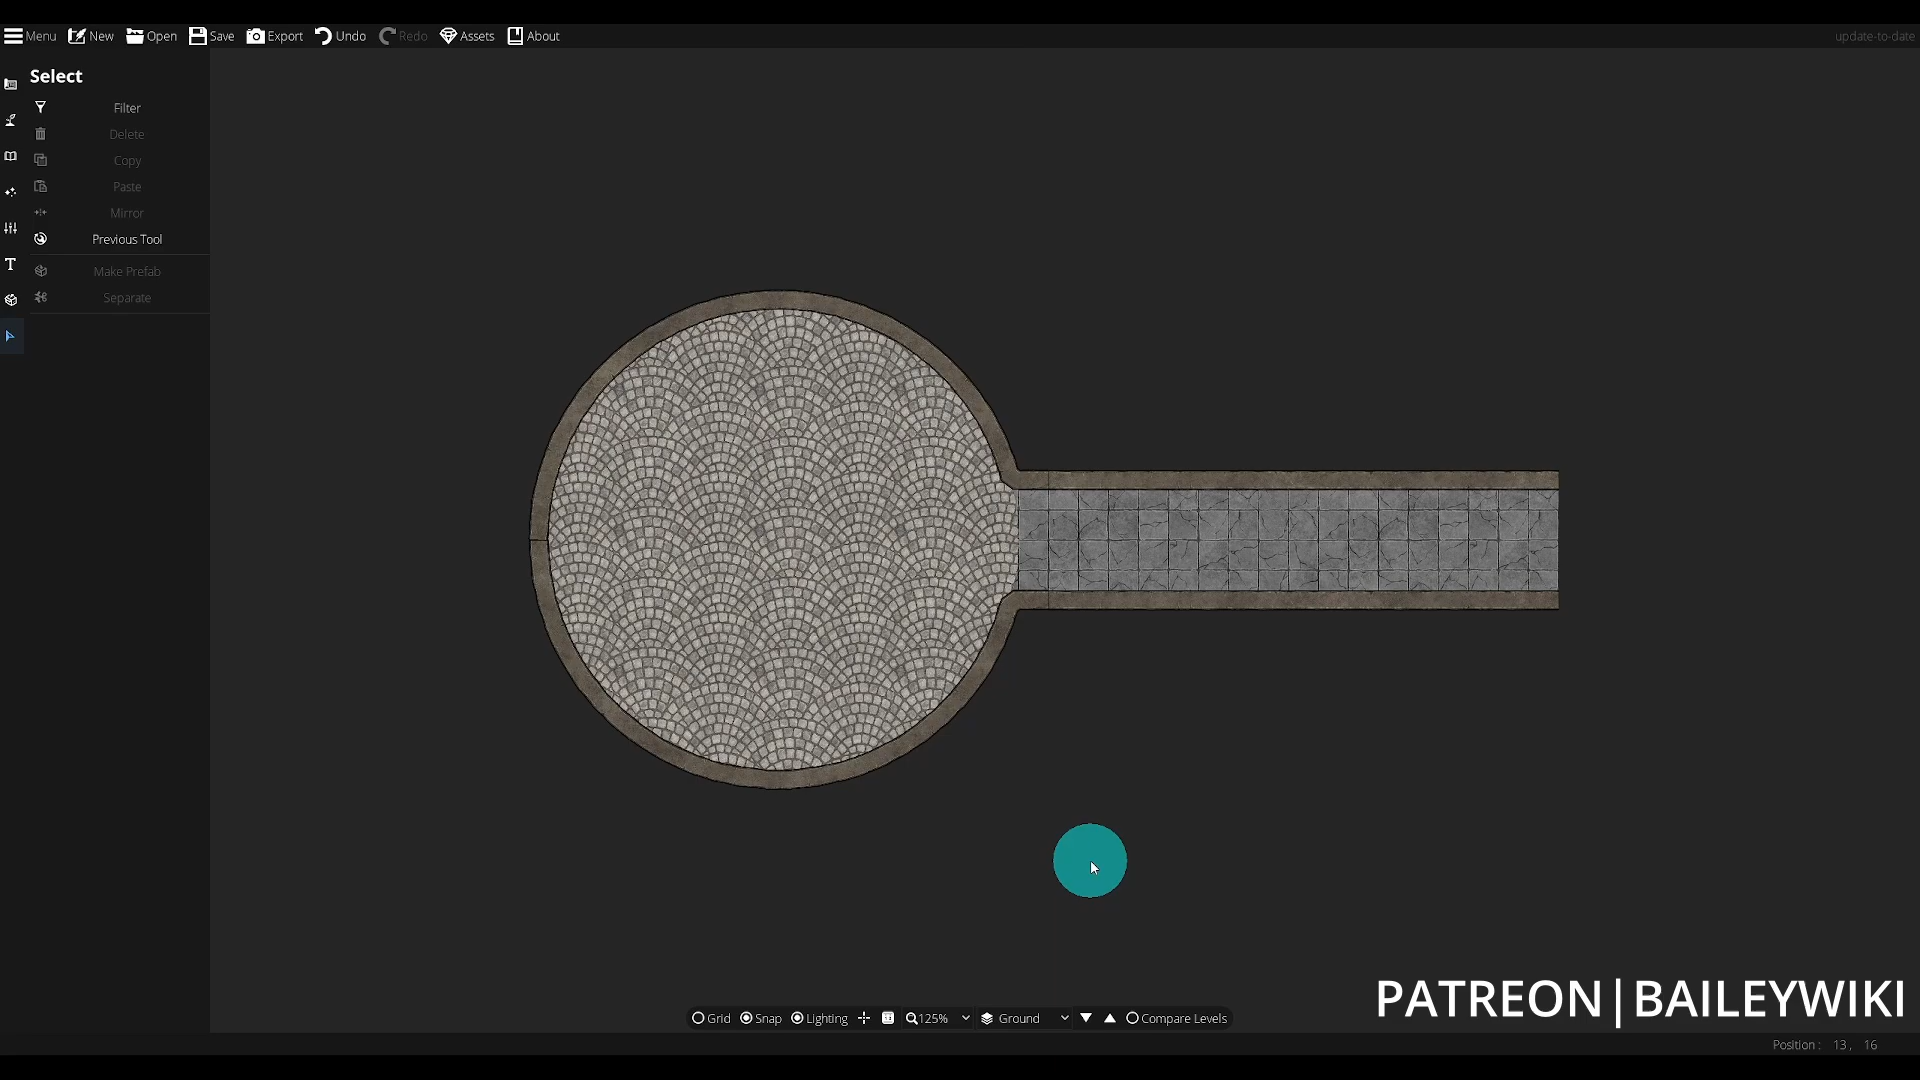 Menu New Open Save Export Undo Redo Assets About update-to-date
Select
Filter
Delete
Copy
Paste
Mirror
Previous Tool
Make Prefab
Separate
PATREON|BAILEYWIKI
Grid Snap Lighting 125% Ground Compare Levels
Position : 13, 16